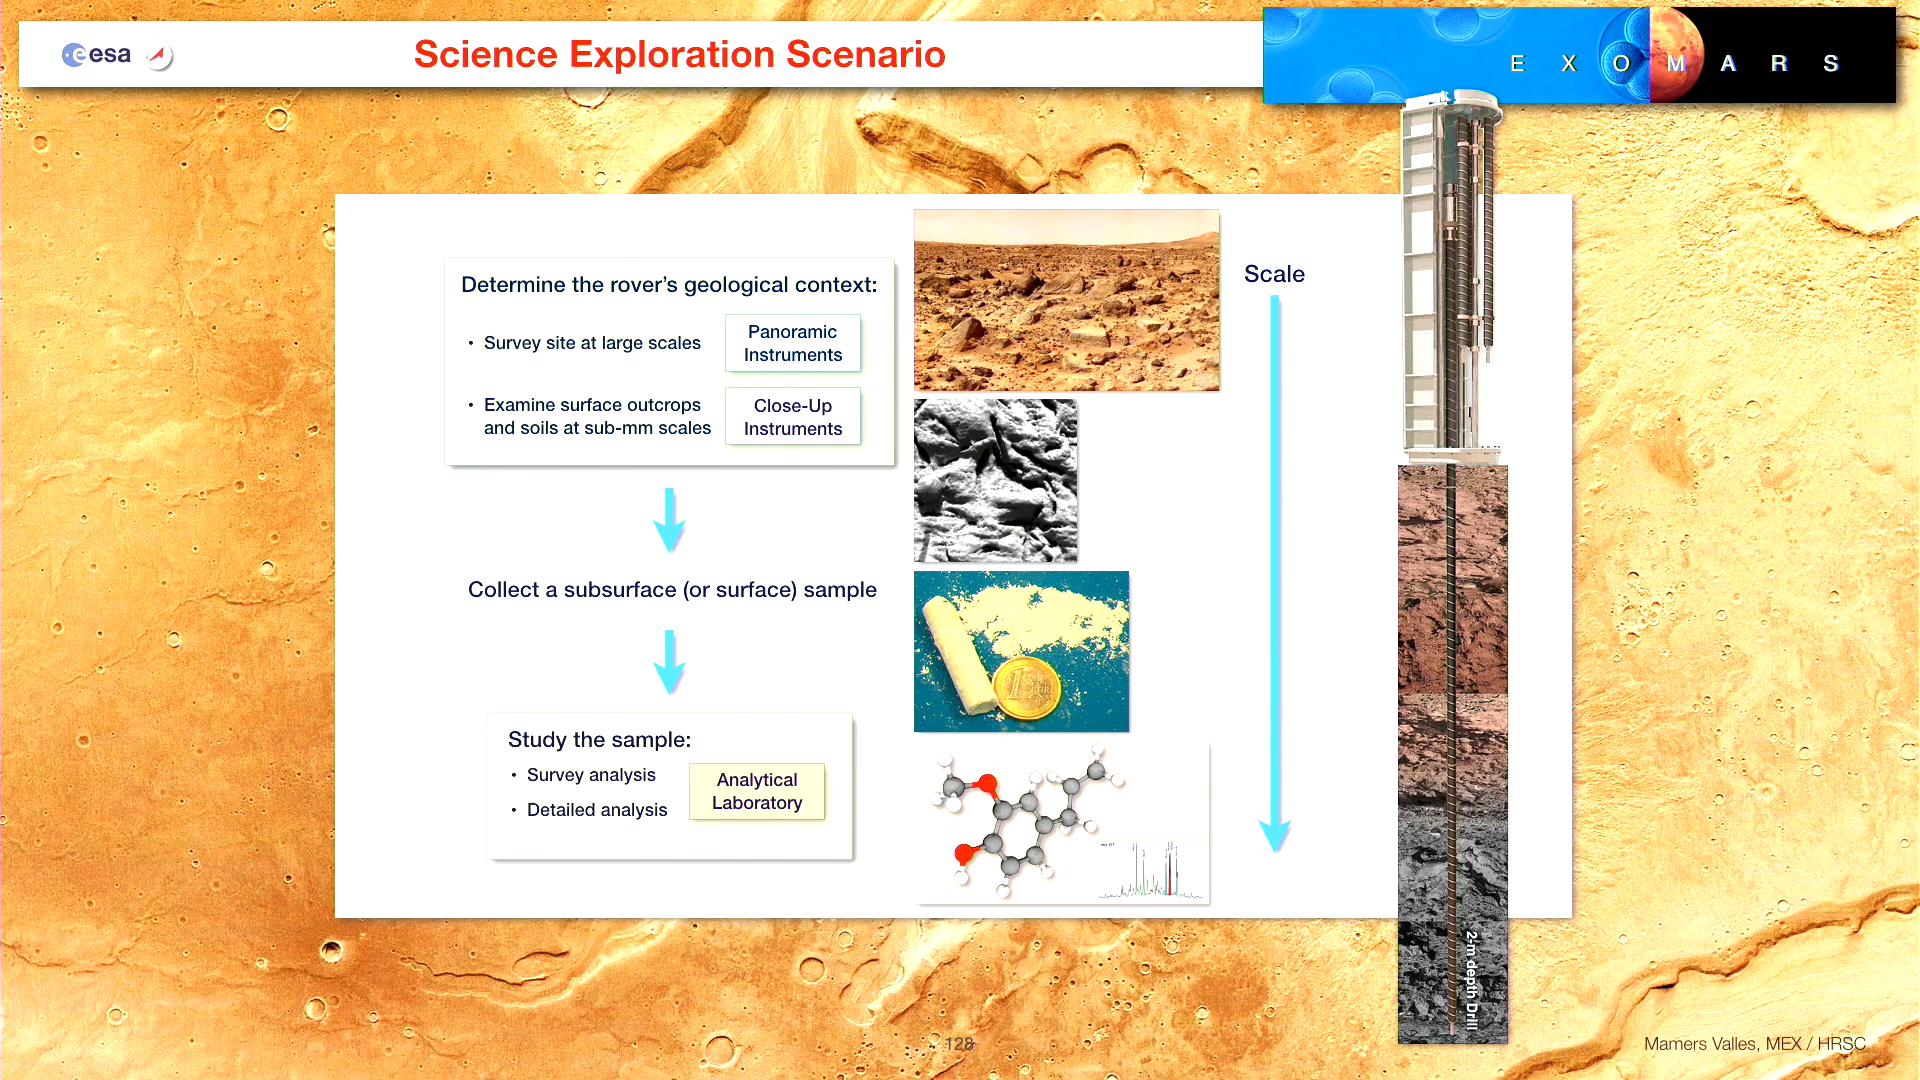 esa
Science Exploration Scenario
E X O M A R S
Determine the rover's geological context:
• Survey site at large scales
Panoramic
Instruments
• Examine surface outcrops
and soils at sub-mm scales
Close-Up
Instruments
Scale
Collect a subsurface (or surface) sample
Study the sample:
• Survey analysis
• Detailed analysis
Analytical
Laboratory
2-m depth Drill
128
Mamers Valles, MEX / HRSC